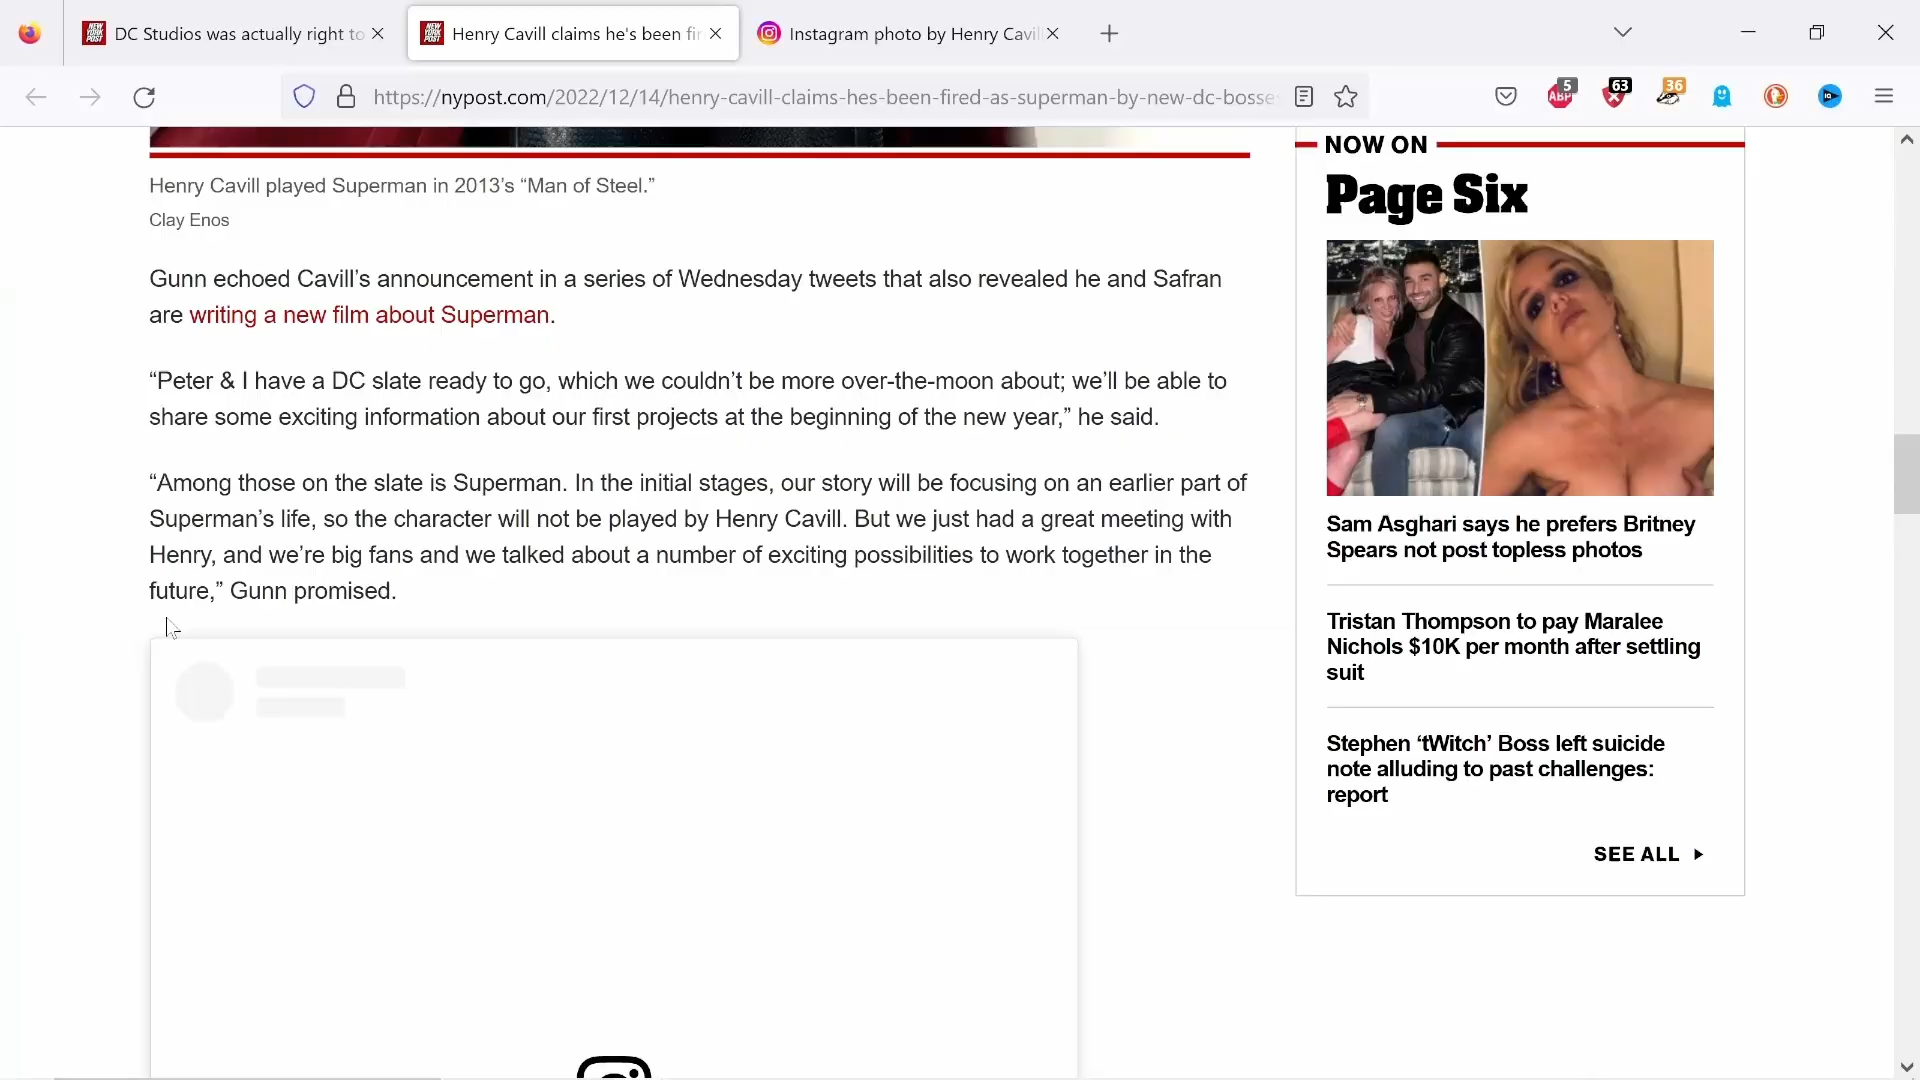 NEW YORK POST
DC Studios was actually right to
NEW YORK POST
Henry Cavill claims he's been fir
Instagram photo by Henry Cavill
https://nypost.com/2022/12/14/henry-cavill-claims-hes-been-fired-as-superman-by-new-dc-bosse
ABP
5
63
36
Henry Cavill played Superman in 2013’s “Man of Steel.”
Clay Enos
Gunn echoed Cavill’s announcement in a series of Wednesday tweets that also revealed he and Safran
are writing a new film about Superman.
“Peter & I have a DC slate ready to go, which we couldn’t be more over-the-moon about; we’ll be able to
share some exciting information about our first projects at the beginning of the new year,” he said.
“Among those on the slate is Superman. In the initial stages, our story will be focusing on an earlier part of
Superman’s life, so the character will not be played by Henry Cavill. But we just had a great meeting with
Henry, and we’re big fans and we talked about a number of exciting possibilities to work together in the
future,” Gunn promised.
NOW ON
Page Six
Sam Asghari says he prefers Britney
Spears not post topless photos
Tristan Thompson to pay Maralee
Nichols $10K per month after settling
suit
Stephen ‘tWitch’ Boss left suicide
note alluding to past challenges:
report
SEE ALL